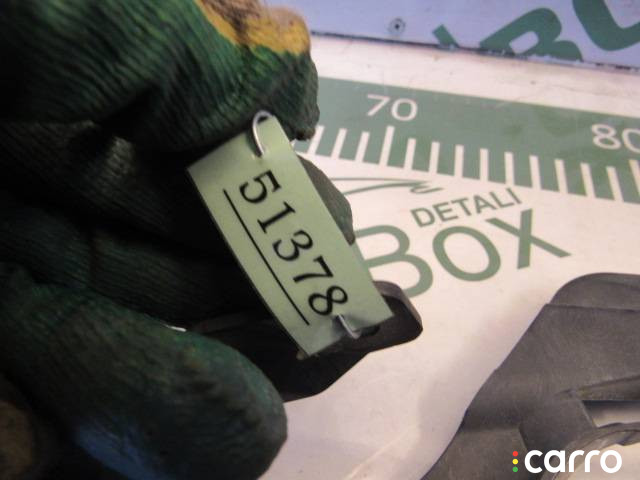 70
80
51378
DETALI
BOX
carro